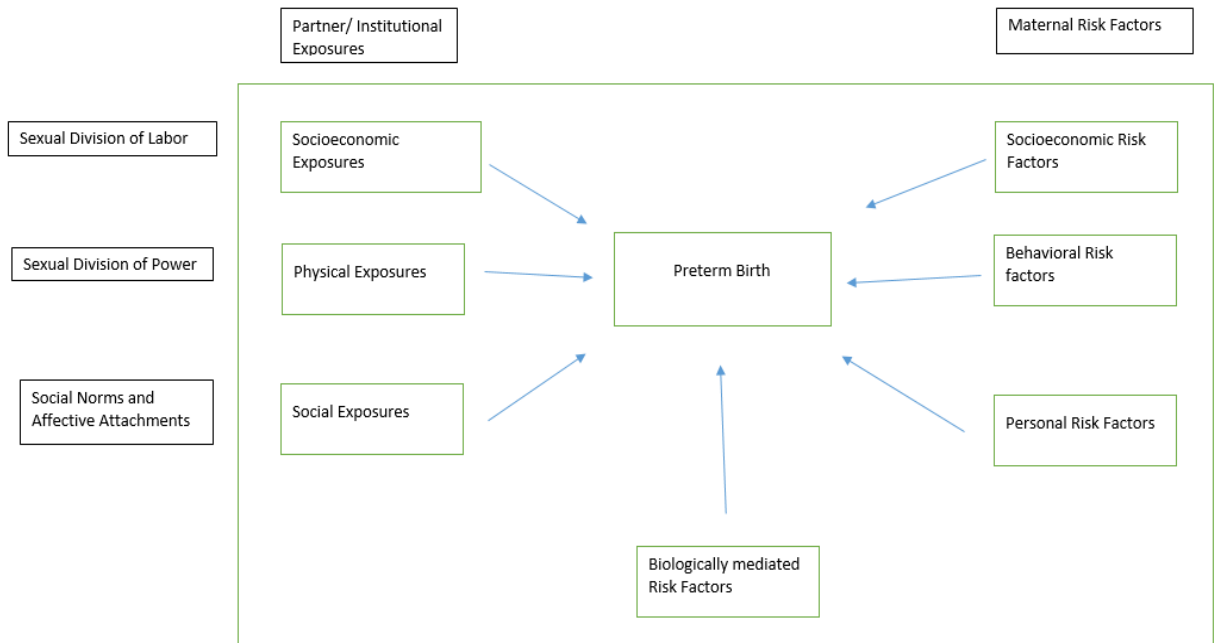 Partner/ Institutional
Exposures
Maternal Risk Factors
Sexual Division of Labor
Socioeconomic
Exposures
Socioeconomic Risk
Factors
Sexual Division of Power
Physical Exposures
Preterm Birth
Behavioral Risk
factors
Social Norms and
Affective Attachments
Social Exposures
Personal Risk Factors
Biologically mediated
Risk Factors